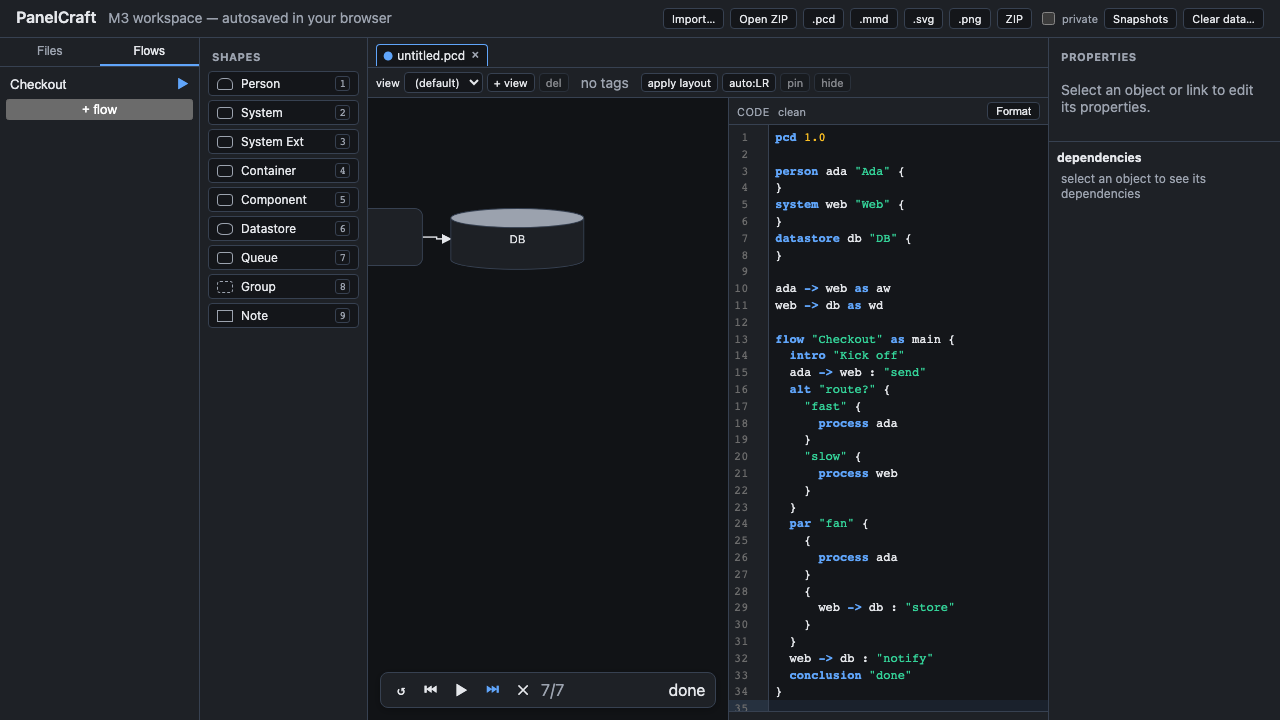 PanelCraft M3 workspace — autosaved in your browser Import... Open ZIP .pcd .mmd .svg .png ZIP private Snapshots Clear data...
Files Flows
Checkout
+ flow
SHAPES
Person 1
System 2
System Ext 3
Container 4
Component 5
Datastore 6
Queue 7
Group 8
Note 9
untitled.pcd ×
view (default) + view del no tags apply layout auto:LR pin hide
DB
7/7 done
CODE clean Format
1 pcd 1.0
2
3 person ada "Ada" {
4 }
5 system web "Web" {
6 }
7 datastore db "DB" {
8 }
9
10 ada -> web as aw
11 web -> db as wd
12
13 flow "Checkout" as main {
14 intro "Kick off"
15 ada -> web : "send"
16 alt "route?" {
17 "fast" {
18 process ada
19 }
20 "slow" {
21 process web
22 }
23 }
24 par "fan" {
25 {
26 process ada
27 }
28 {
29 web -> db : "store"
30 }
31 }
32 web -> db : "notify"
33 conclusion "done"
34 }
35
PROPERTIES
Select an object or link to edit
its properties.
dependencies
select an object to see its
dependencies